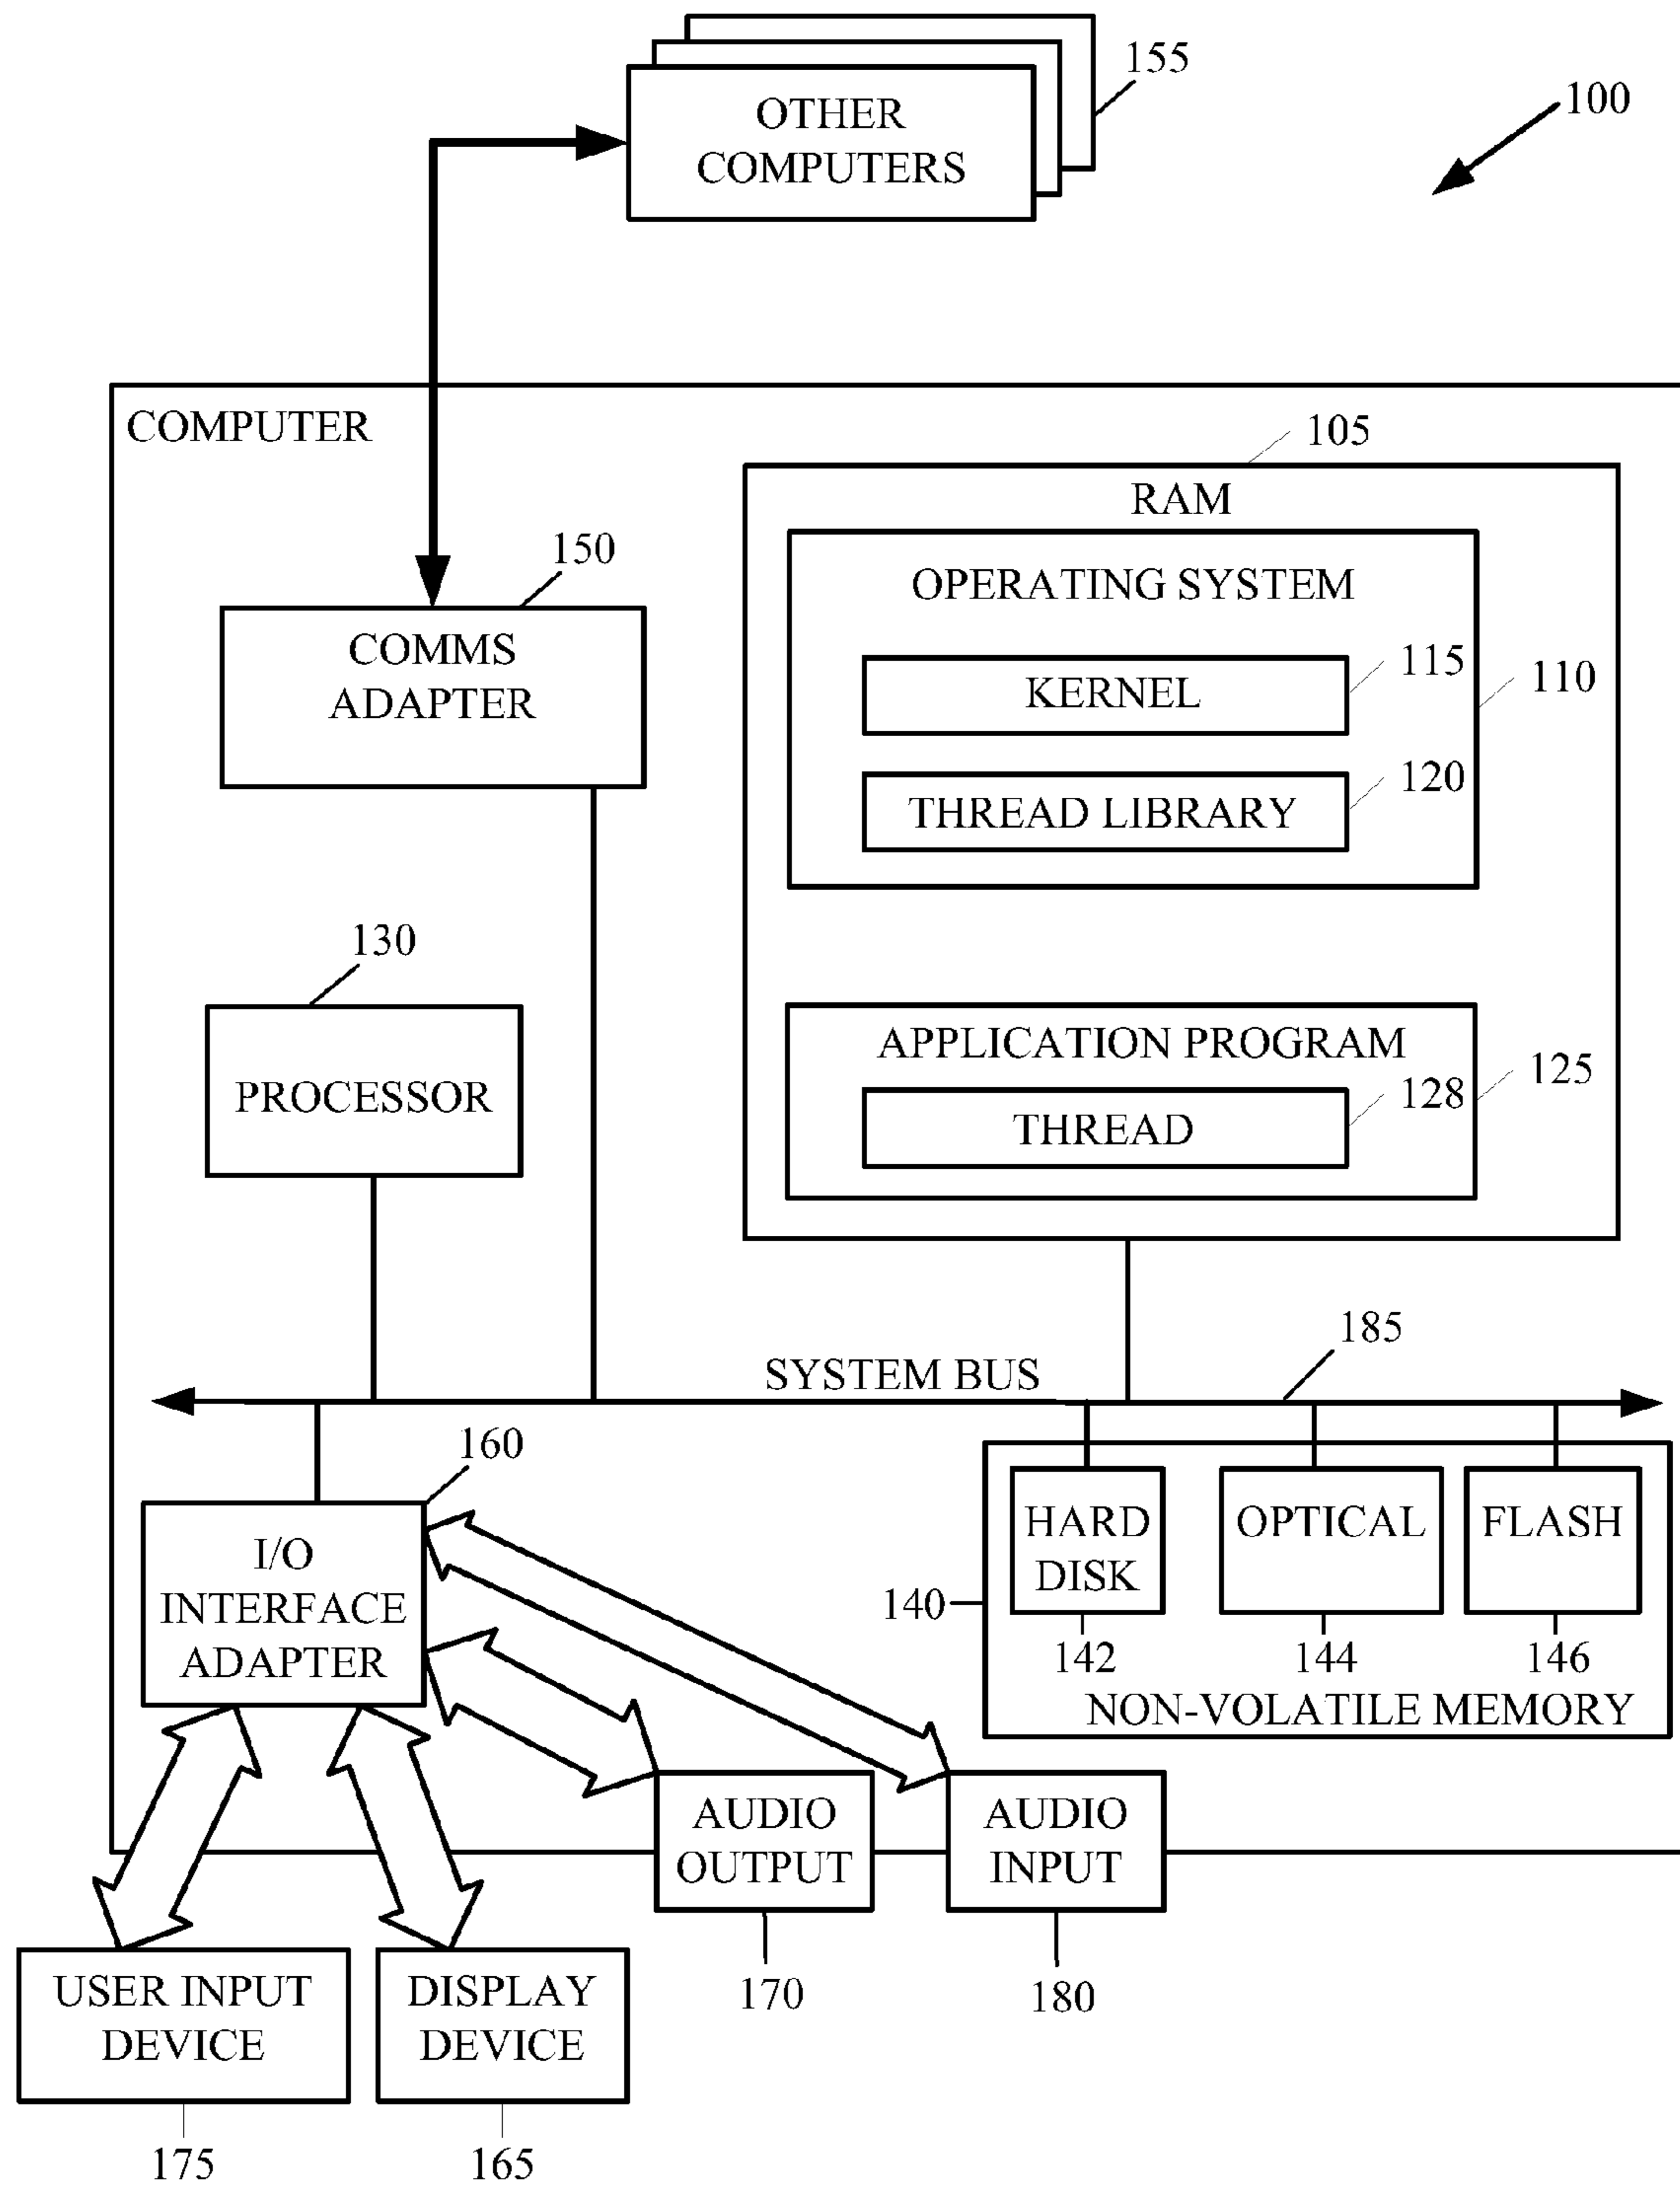 155
OTHER
COMPUTERS
100
COMPUTER
105
RAM
150
OPERATING SYSTEM
COMMS
ADAPTER
115
KERNEL
110
120
THREAD LIBRARY
130
PROCESSOR
APPLICATION PROGRAM
125
128
THREAD
185
SYSTEM BUS
160
I/O
INTERFACE
ADAPTER
HARD
DISK
OPTICAL
FLASH
140
142
144
146
NON-VOLATILE MEMORY
AUDIO
OUTPUT
AUDIO
INPUT
170
180
USER INPUT
DEVICE
DISPLAY
DEVICE
175
165